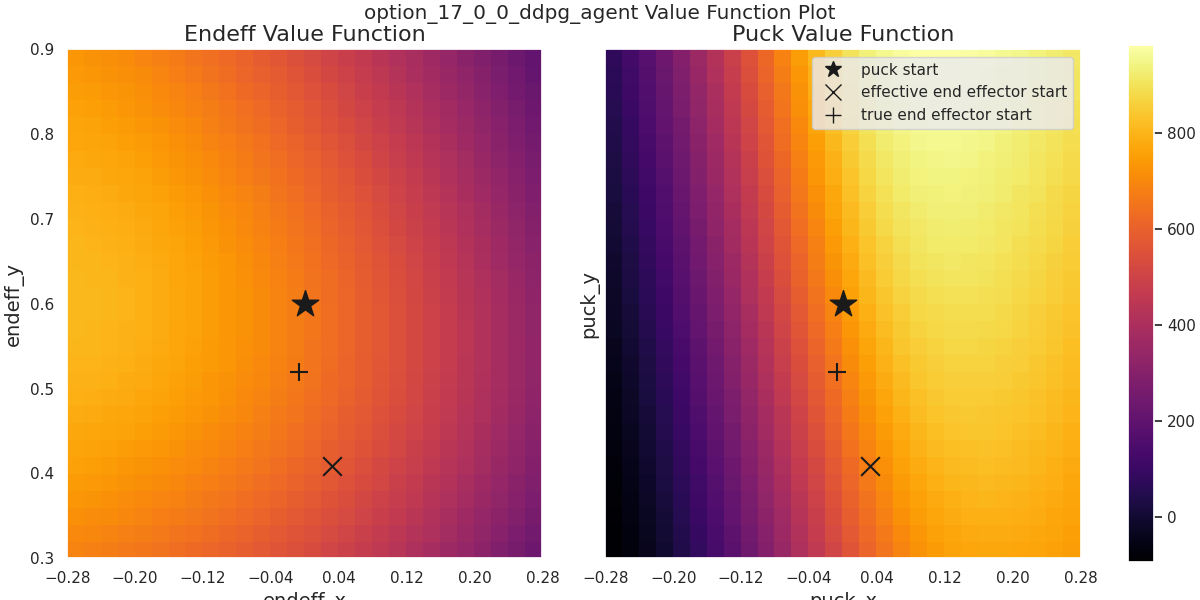 option_17_0_0_ddpg_agent Value Function Plot
Endeff Value Function
Puck Value Function
puck start
effective end effector start
true end effector start
0.9
0.8
0.7
0.6
0.5
0.4
0.3
endeff_y
−0.28 −0.20 −0.12 −0.04 0.04 0.12 0.20 0.28
endeff_x
puck_y
−0.28 −0.20 −0.12 −0.04 0.04 0.12 0.20 0.28
puck_x
800
600
400
200
0